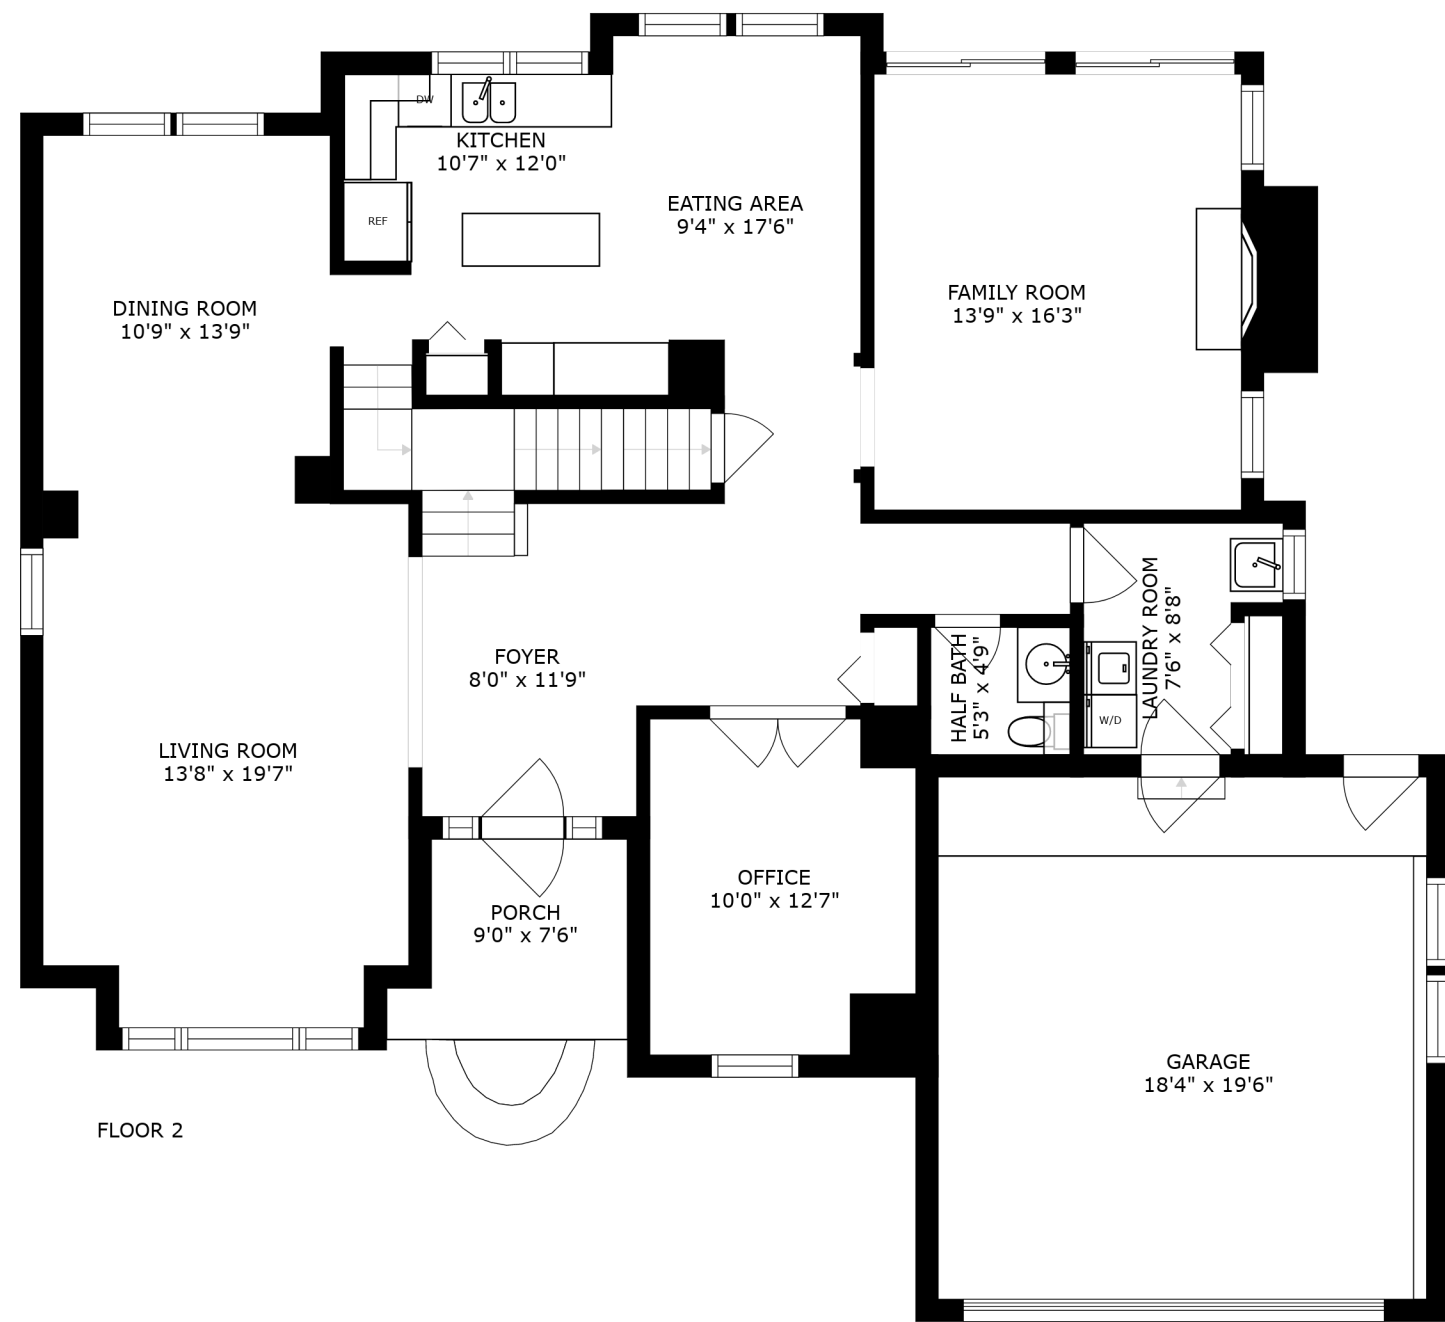 DW
KITCHEN
10'7" x 12'0"
EATING AREA
9'4" x 17'6"
REF
FAMILY ROOM
13'9" x 16'3"
DINING ROOM
10'9" x 13'9"
LAUNDRY ROOM
7'6" x 8'8"
HALF BATH
5'3" x 4'9"
W/D
FOYER
8'0" x 11'9"
LIVING ROOM
13'8" x 19'7"
OFFICE
10'0" x 12'7"
PORCH
9'0" x 7'6"
GARAGE
18'4" x 19'6"
FLOOR 2